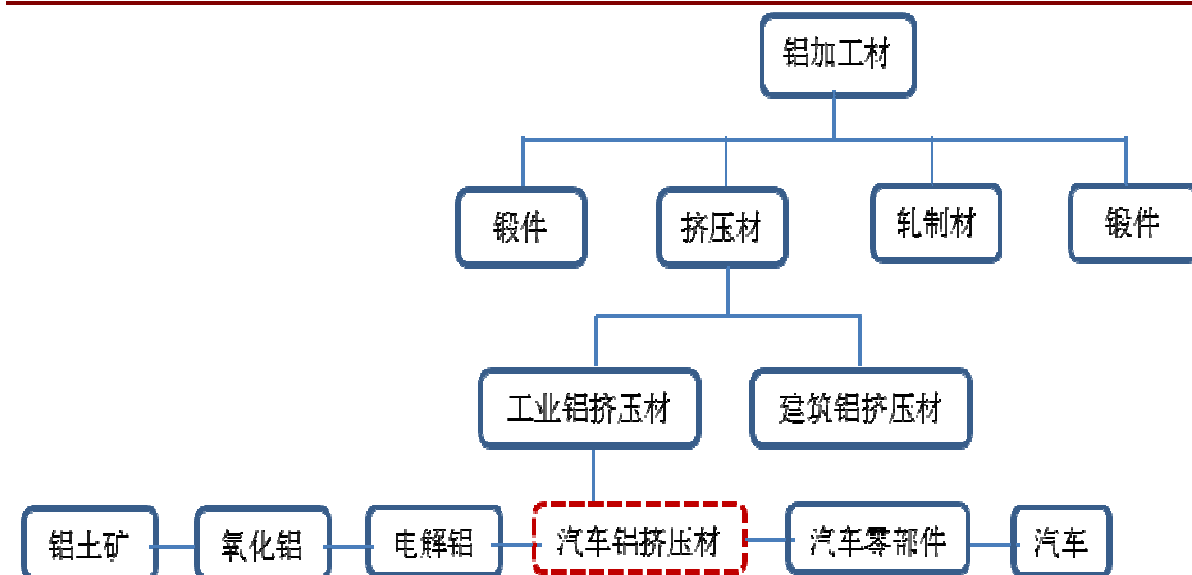 铝加工材
锻件
挤压材
轧制材
锻件
工业铝挤压材
建筑铝挤压材
铝土矿
氧化铝
电解铝
汽车铝挤压材
汽车零部件
汽车